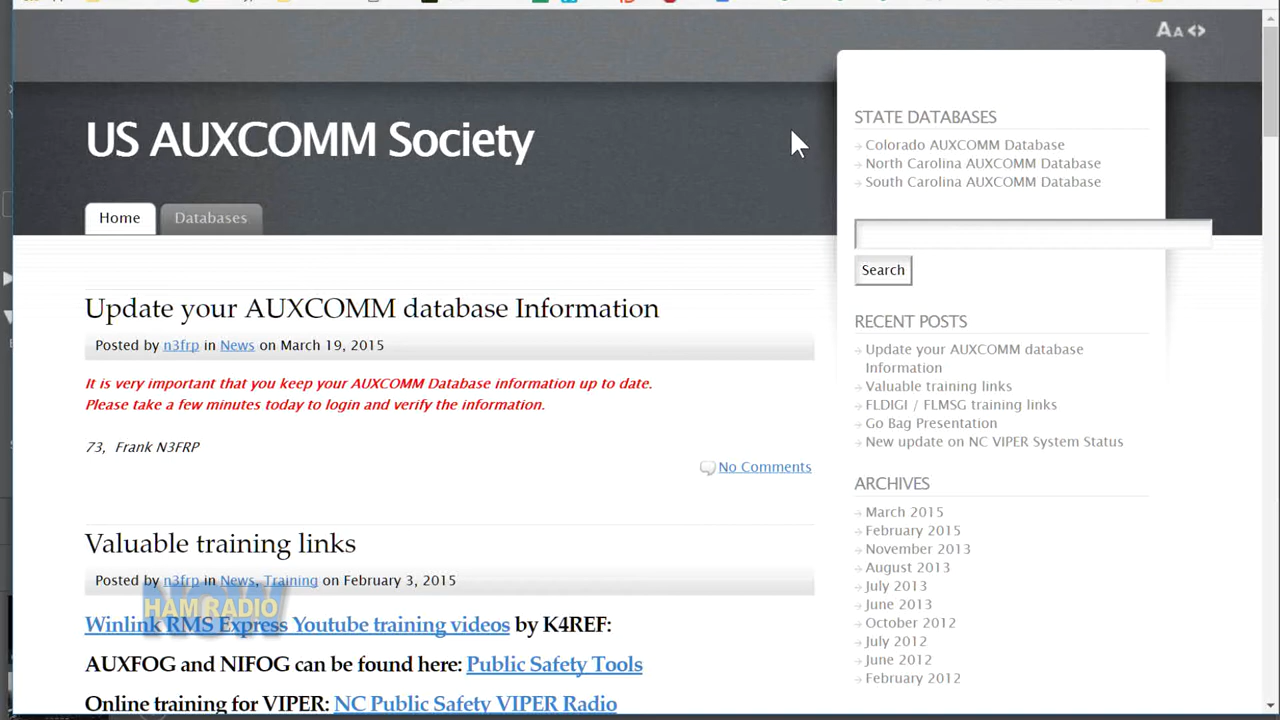 US AUXCOMM Society
Home
Databases
Update your AUXCOMM database Information
Posted by n3frp in News on March 19, 2015
It is very important that you keep your AUXCOMM Database information up to date.
Please take a few minutes today to login and verify the information.
73, Frank N3FRP
No Comments
Valuable training links
Posted by n3frp in News, Training on February 3, 2015
NOW
HAM RADIO
Winlink RMS Express Youtube training videos by K4REF:
AUXFOG and NIFOG can be found here: Public Safety Tools
Online training for VIPER: NC Public Safety VIPER Radio
AA<>
STATE DATABASES
Colorado AUXCOMM Database
North Carolina AUXCOMM Database
South Carolina AUXCOMM Database
Search
RECENT POSTS
Update your AUXCOMM database
Information
Valuable training links
FLDIGI / FLMSG training links
Go Bag Presentation
New update on NC VIPER System Status
ARCHIVES
March 2015
February 2015
November 2013
August 2013
July 2013
June 2013
October 2012
July 2012
June 2012
February 2012